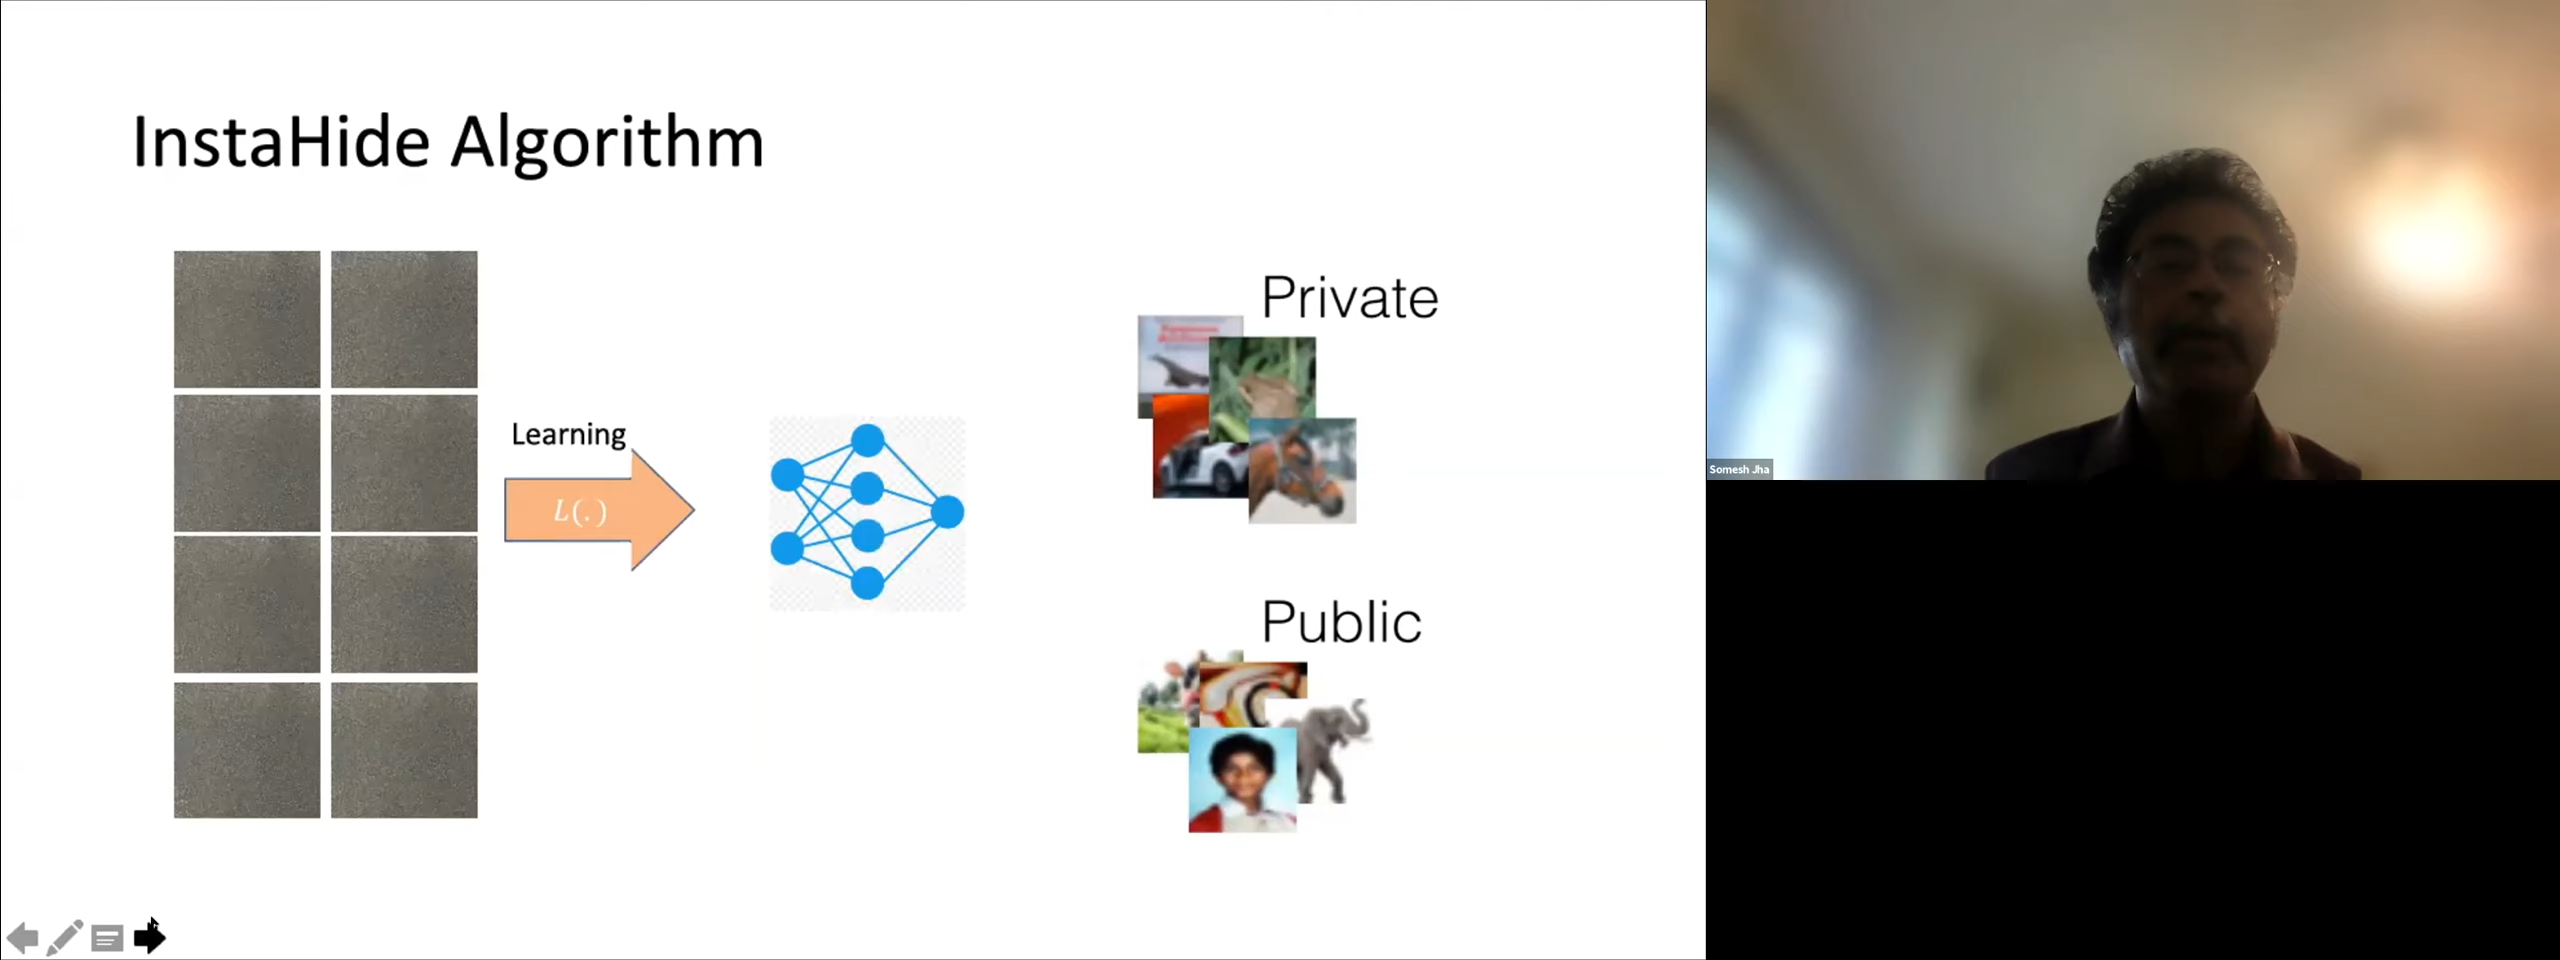 InstaHide Algorithm
Learning
L(.)
Private
Public
Somesh Jha